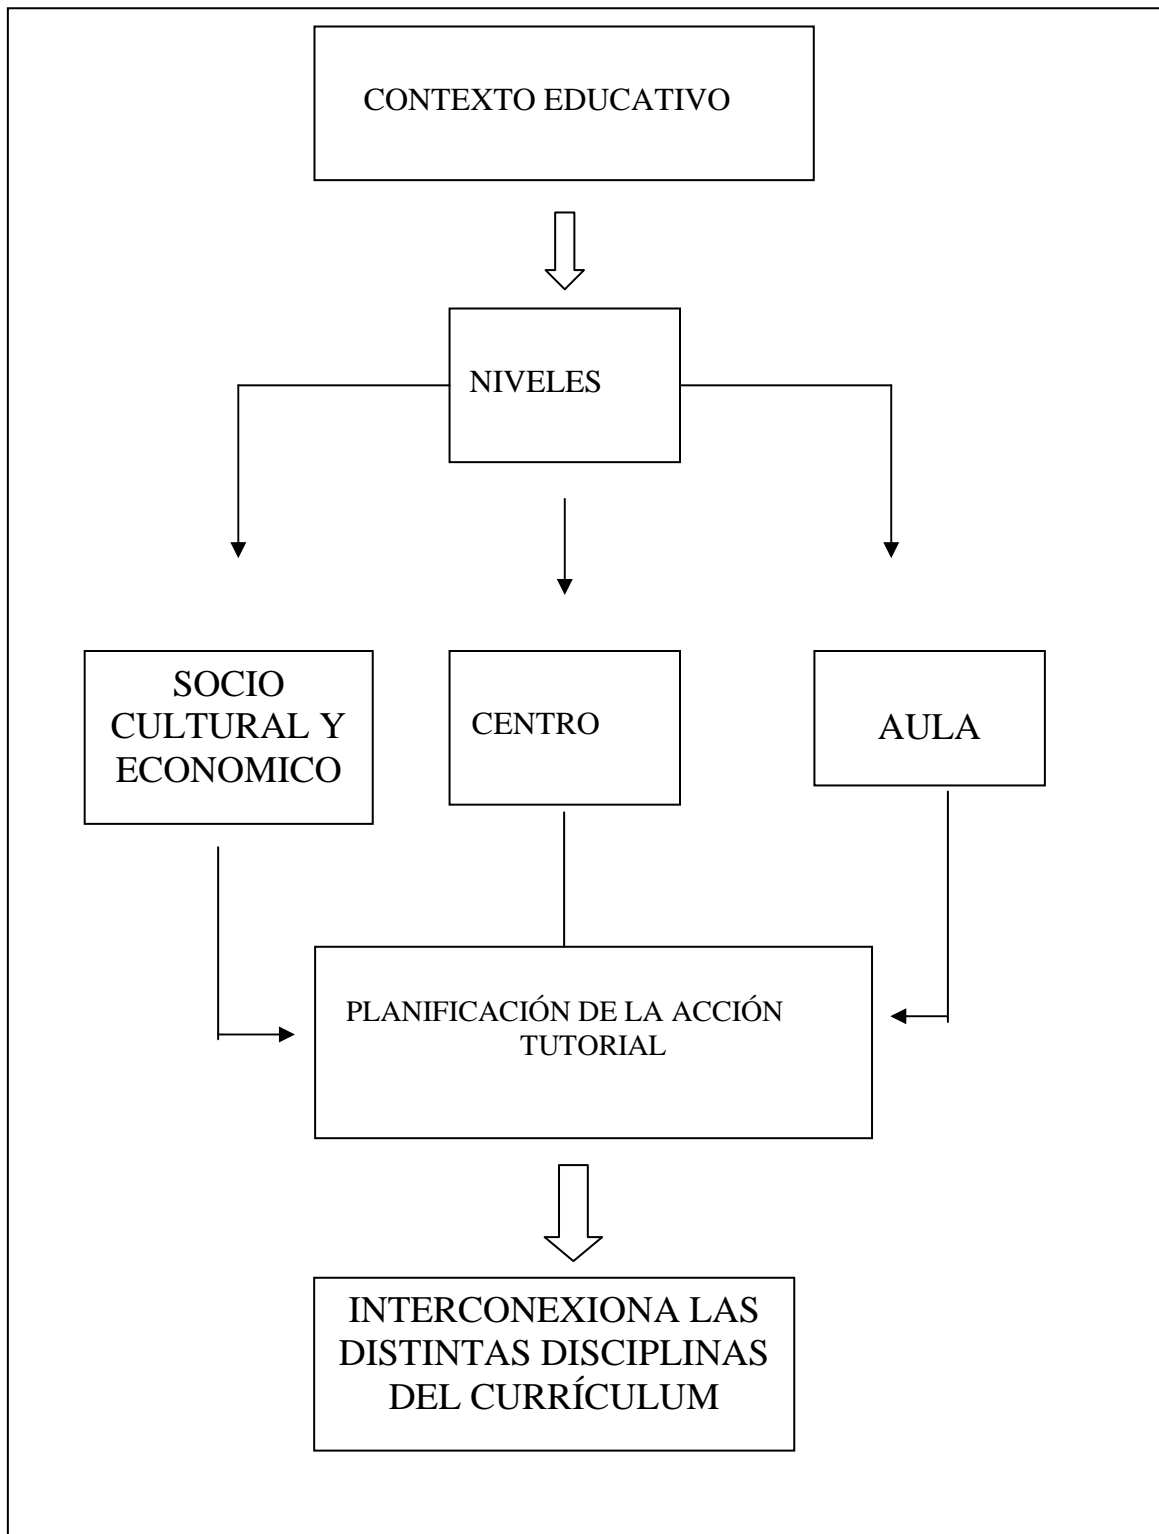 CONTEXTO EDUCATIVO
NIVELES
SOCIO
CULTURAL Y
ECONOMICO
CENTRO
AULA
PLANIFICACIÓN DE LA ACCIÓN
TUTORIAL
INTERCONEXIONA LAS
DISTINTAS DISCIPLINAS
DEL CURRÍCULUM